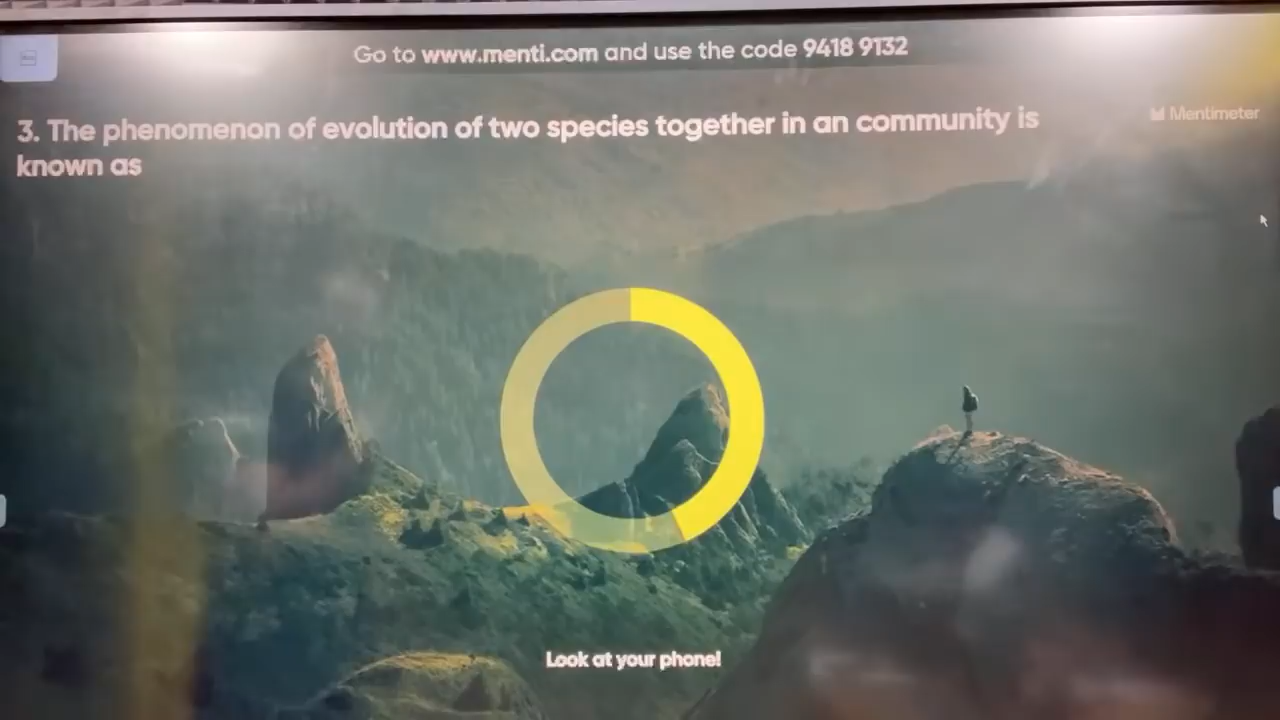 Go to www.menti.com and use the code 9418 9132
3. The phenomenon of evolution of two species together in an community is
known as
Mentimeter
Look at your phone!